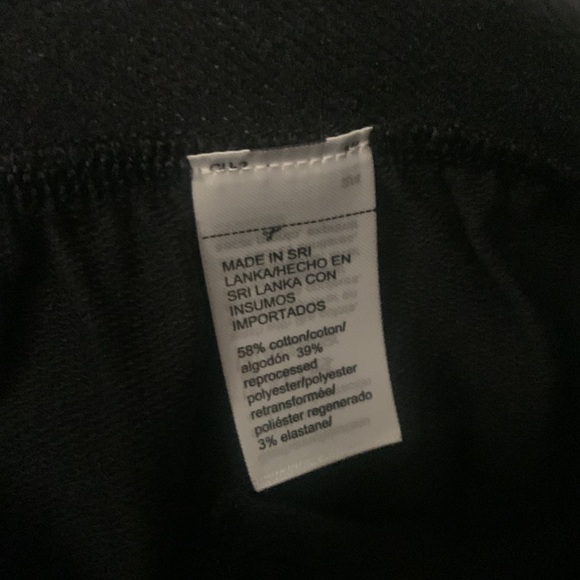 MADE IN SRI
LANKA/HECHO EN
SRI LANKA CON
INSUMOS
IMPORTADOS
58% cotton/coton/
algodón 39%
reprocessed
polyester/polyester
retransformée/
poliéster regenerado
3% elastane/